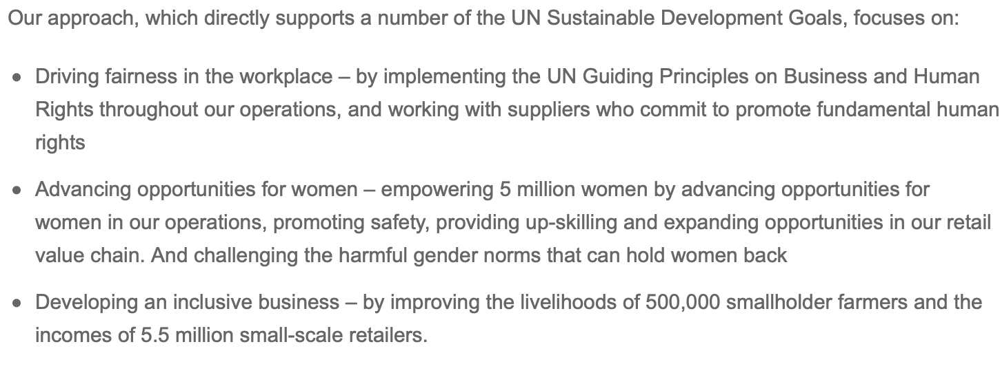 Our approach, which directly supports a number of the UN Sustainable Development Goals, focuses on:
● Driving fairness in the workplace – by implementing the UN Guiding Principles on Business and Human
Rights throughout our operations, and working with suppliers who commit to promote fundamental human
rights
● Advancing opportunities for women – empowering 5 million women by advancing opportunities for
women in our operations, promoting safety, providing up-skilling and expanding opportunities in our retail
value chain. And challenging the harmful gender norms that can hold women back
● Developing an inclusive business – by improving the livelihoods of 500,000 smallholder farmers and the
incomes of 5.5 million small-scale retailers.